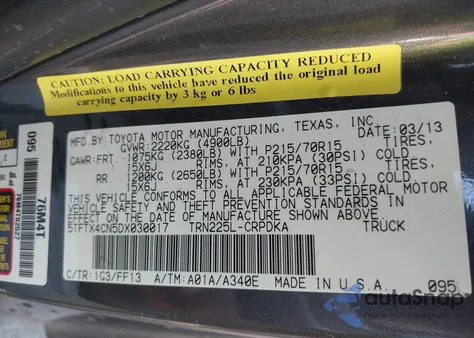 CAUTION: LOAD CARRYING CAPACITY REDUCED
Modifications to this vehicle have reduced the original load
carrying capacity by 3 kg or 6 lbs
MFD. BY: TOYOTA MOTOR MANUFACTURING, TEXAS, INC.
GVWR: 2220KG (4900LB) 03/13
GAWR: FRT 1075KG (2380LB) WITH P215/70R15 TIRES,
15X6J RIMS, AT 210KPA (30PSI) COLD.
RR 1200KG (2650LB) WITH P215/70R15 TIRES,
15X6J RIMS, AT 230KPA (33PSI) COLD.
THIS VEHICLE CONFORMS TO ALL APPLICABLE FEDERAL MOTOR
VEHICLE SAFETY AND THEFT PREVENTION STANDARDS IN
EFFECT ON THE DATE OF MANUFACTURE SHOWN ABOVE.
5TFTX4CN5DX030017 TRN225L-CRPDKA TRUCK
C/TR: 1G3/FF13 A/TM: A01A/A340E MADE IN U.S.A. 095
095
78M4T
autoSnap